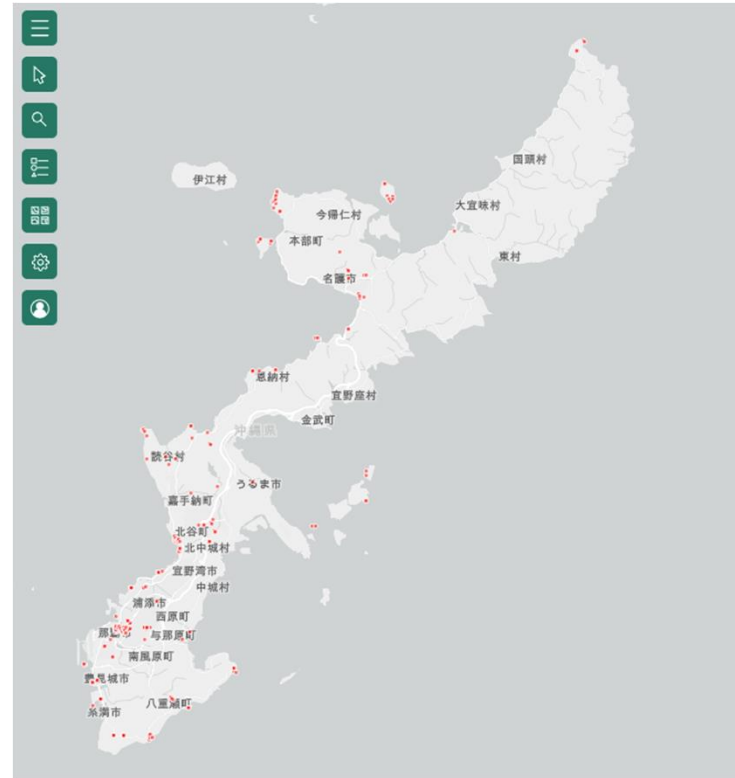 国頭村
伊江村
大宜味村
今帰仁村
本部町
東村
名護市
恩納村
宜野座村
金武町
沖縄県
読谷村
うるま市
嘉手納町
北谷町
北中城村
宜野湾市
中城村
浦添市
西原町
那覇市
与那原町
南風原町
豊見城市
八重瀬町
糸満市